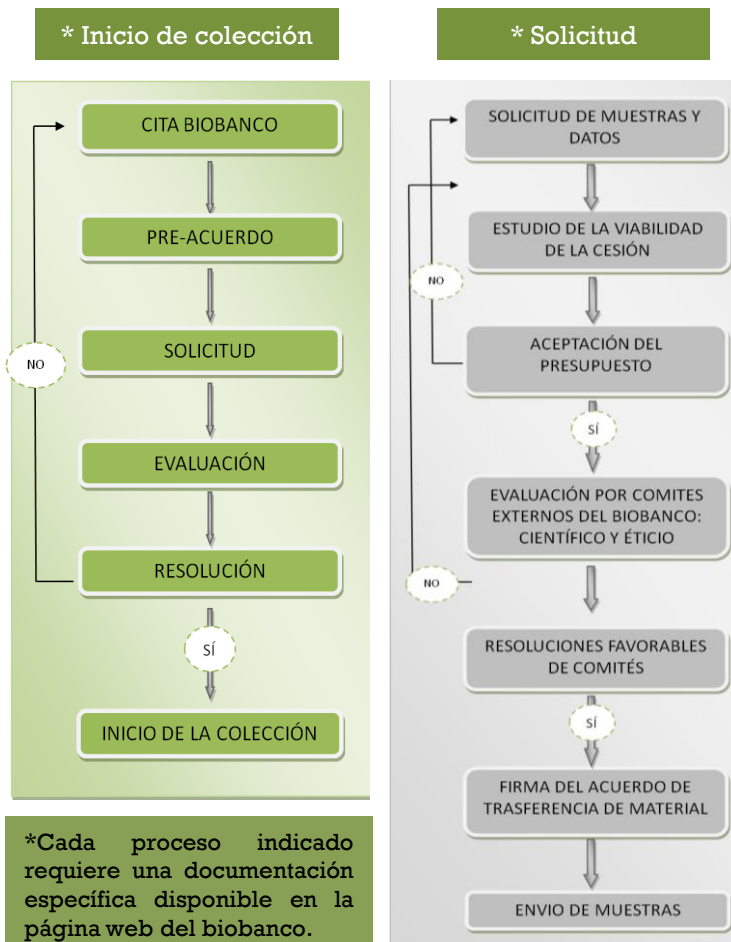 * Inicio de colección
CITA BIOBANCO
PRE-ACUERDO
SOLICITUD
NO
EVALUACIÓN
RESOLUCIÓN
SÍ
INICIO DE LA COLECCIÓN
*Cada proceso indicado
requiere una documentación
específica disponible en la
página web del biobanco.
* Solicitud
SOLICITUD DE MUESTRAS Y
DATOS
ESTUDIO DE LA VIABILIDAD
DE LA CESIÓN
NO
ACEPTACIÓN DEL
PRESUPUESTO
SÍ
EVALUACIÓN POR COMITES
EXTERNOS DEL BIOBANCO:
CIENTÍFICO Y ÉTICIO
NO
RESOLUCIONES FAVORABLES
DE COMITÉS
SÍ
FIRMA DEL ACUERDO DE
TRASFERENCIA DE MATERIAL
ENVIO DE MUESTRAS